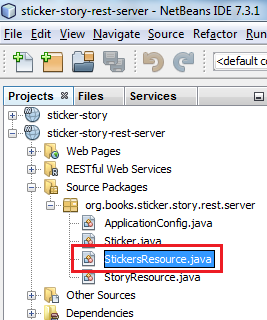 sticker-story-rest-server - NetBeans IDE 7.3.1
File Edit View Navigate Source Refactor Run
<default co
Projects Files Services
sticker-story
sticker-story-rest-server
Web Pages
RESTful Web Services
Source Packages
org.books.sticker.story.rest.server
ApplicationConfig.java
Sticker.java
StickersResource.java
StoryResource.java
Other Sources
Dependencies